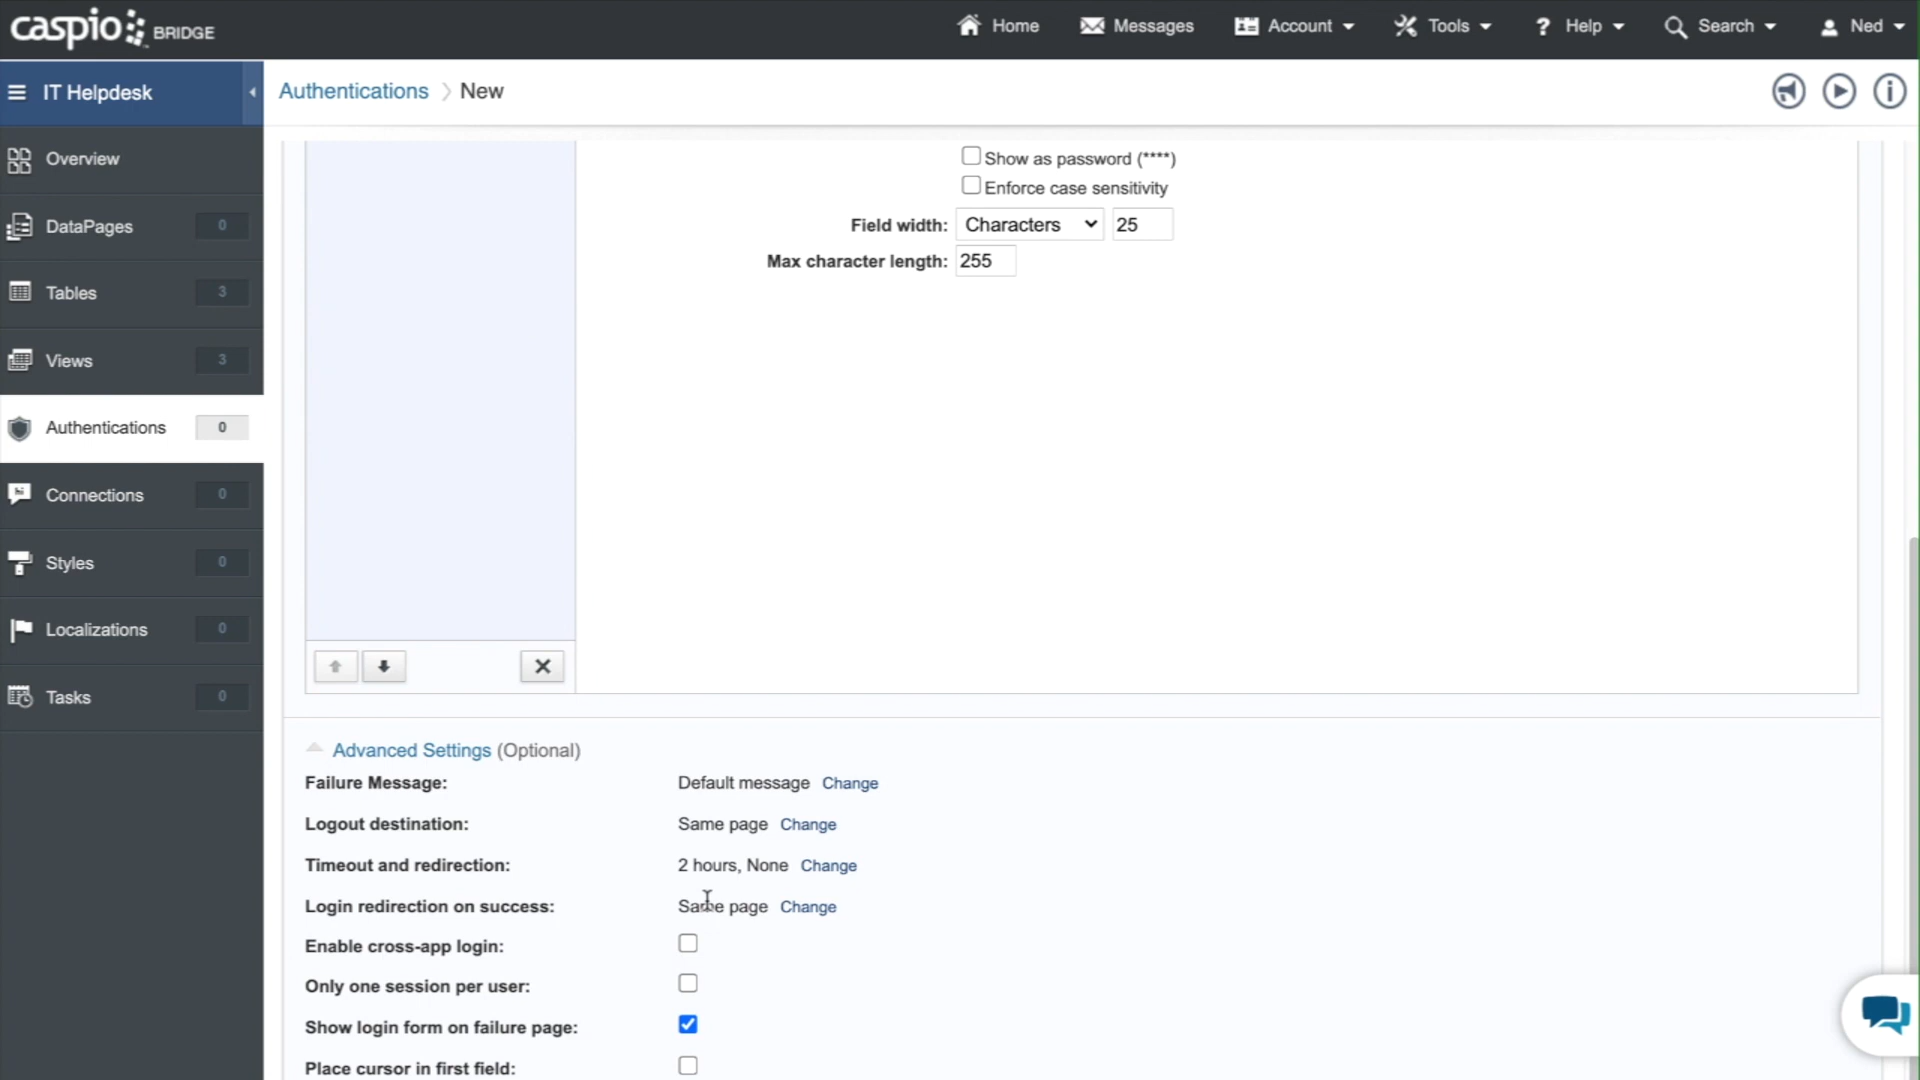 caspio BRIDGE
Home
Messages
Account
Tools
? Help
Search
Ned
IT Helpdesk
Authentications > New
Overview
DataPages 0
Tables 3
Views 3
Authentications 0
Connections 0
Styles 0
Localizations 0
Tasks 0
Show as password (****)
Enforce case sensitivity
Field width: Characters 25
Max character length: 255
Advanced Settings (Optional)
Failure Message: Default message Change
Logout destination: Same page Change
Timeout and redirection: 2 hours, None Change
Login redirection on success: Same page Change
Enable cross-app login:
Only one session per user:
Show login form on failure page:
Place cursor in first field: